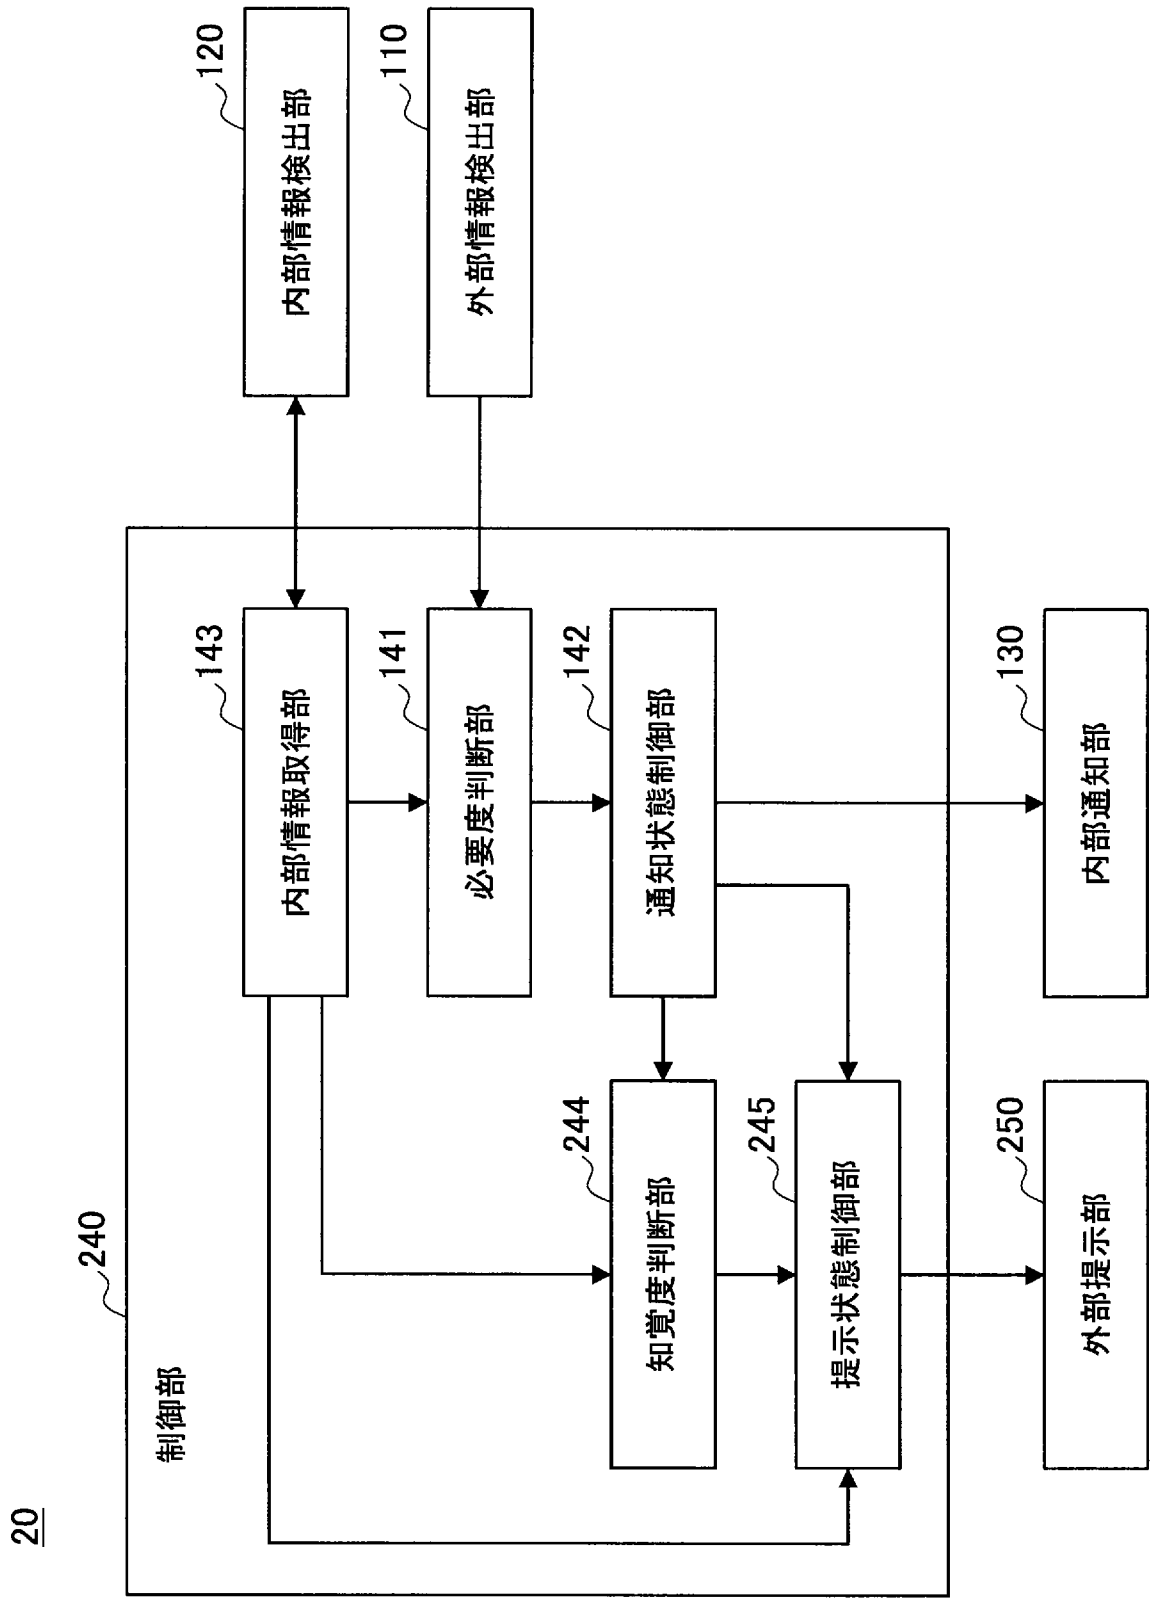 20
制御部
240
内部情報検出部
120
外部情報検出部
110
内部情報取得部
143
必要度判断部
141
通知状態制御部
142
知覚度判断部
244
提示状態制御部
245
内部通知部
130
外部提示部
250